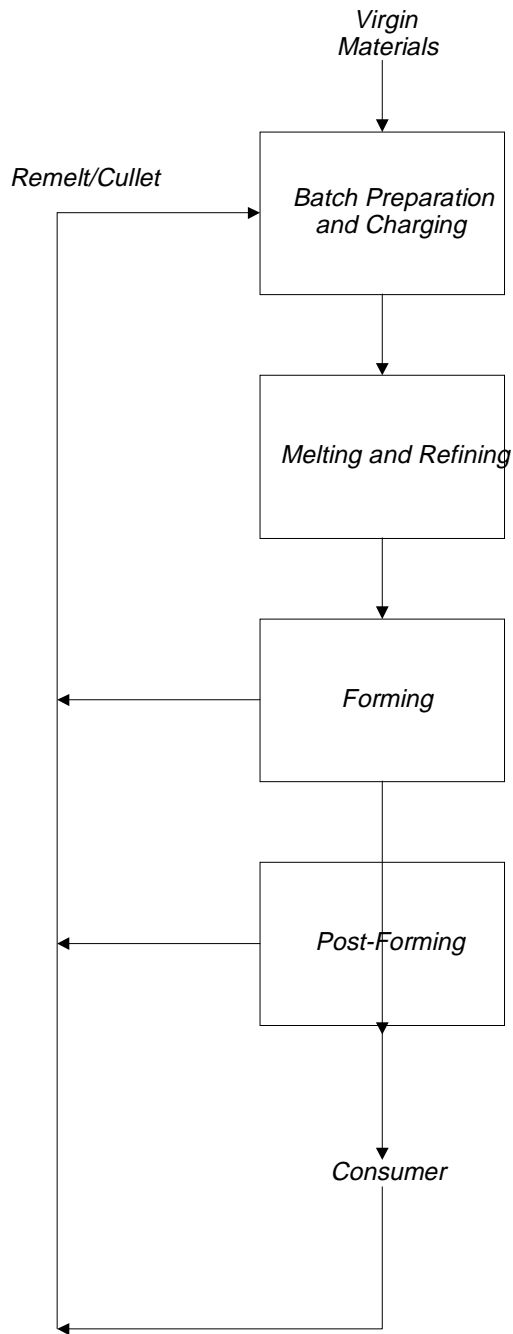 Virgin
Materials
Remelt/Cullet
Batch Preparation
and Charging
Melting and Refining
Forming
Post-Forming
Consumer